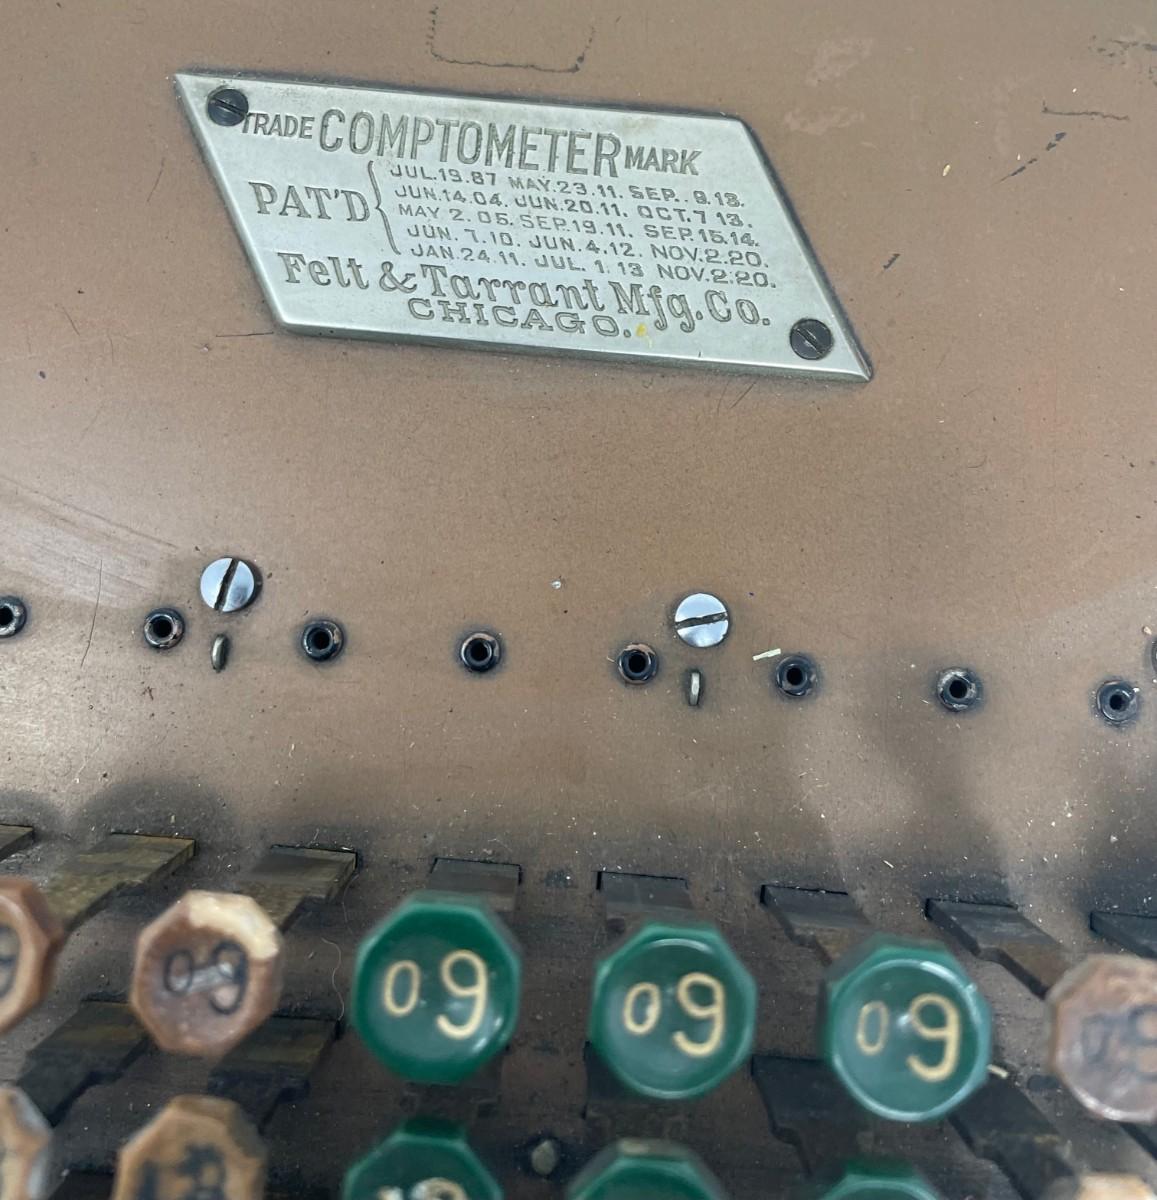 TRADE COMPTOMETER MARK
PAT'D
JUL.19.87 MAY.23.11. SEP. 9.13.
JUN.14.04. JUN.20.11. OCT.7 13.
MAY 2. 05. SEP.19.11. SEP.15.14.
JUN. 7.10. JUN.4.12. NOV.2.20.
JAN.24.11. JUL. 1. 13 NOV.2.20.
Felt & Tarrant Mfg. Co.
CHICAGO.
09 09 09 09